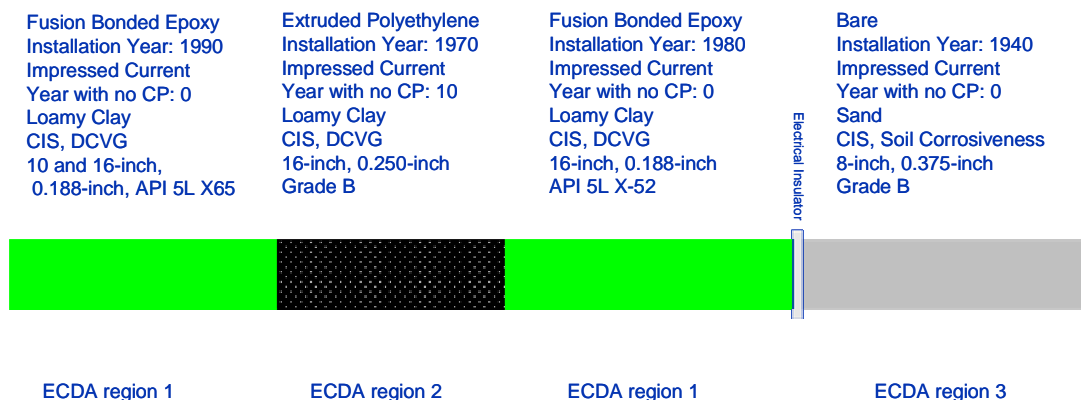 Fusion Bonded Epoxy
Installation Year: 1990
Impressed Current
Year with no CP: 0
Loamy Clay
CIS, DCVG
10 and 16-inch,
0.188-inch, API 5L X65
Extruded Polyethylene
Installation Year: 1970
Impressed Current
Year with no CP: 10
Loamy Clay
CIS, DCVG
16-inch, 0.250-inch
Grade B
Fusion Bonded Epoxy
Installation Year: 1980
Impressed Current
Year with no CP: 0
Loamy Clay
CIS, DCVG
16-inch, 0.188-inch
API 5L X-52
Electrical Insulator
Bare
Installation Year: 1940
Impressed Current
Year with no CP: 0
Sand
CIS, Soil Corrosiveness
8-inch, 0.375-inch
Grade B
ECDA region 1
ECDA region 2
ECDA region 1
ECDA region 3